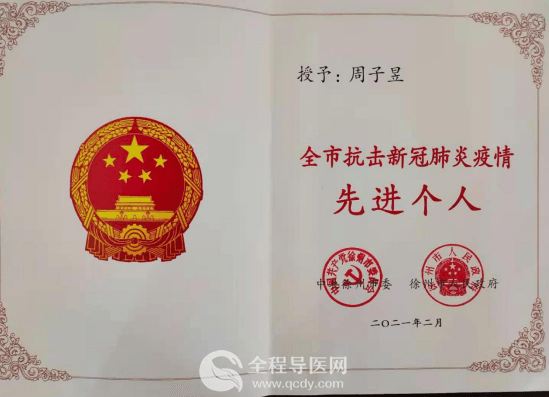 授予：周子昱
全市抗击新冠肺炎疫情
先进个人
中共徐州市委 徐州市人民政府
二〇二一年二月
全程导医网
www.qcdy.com